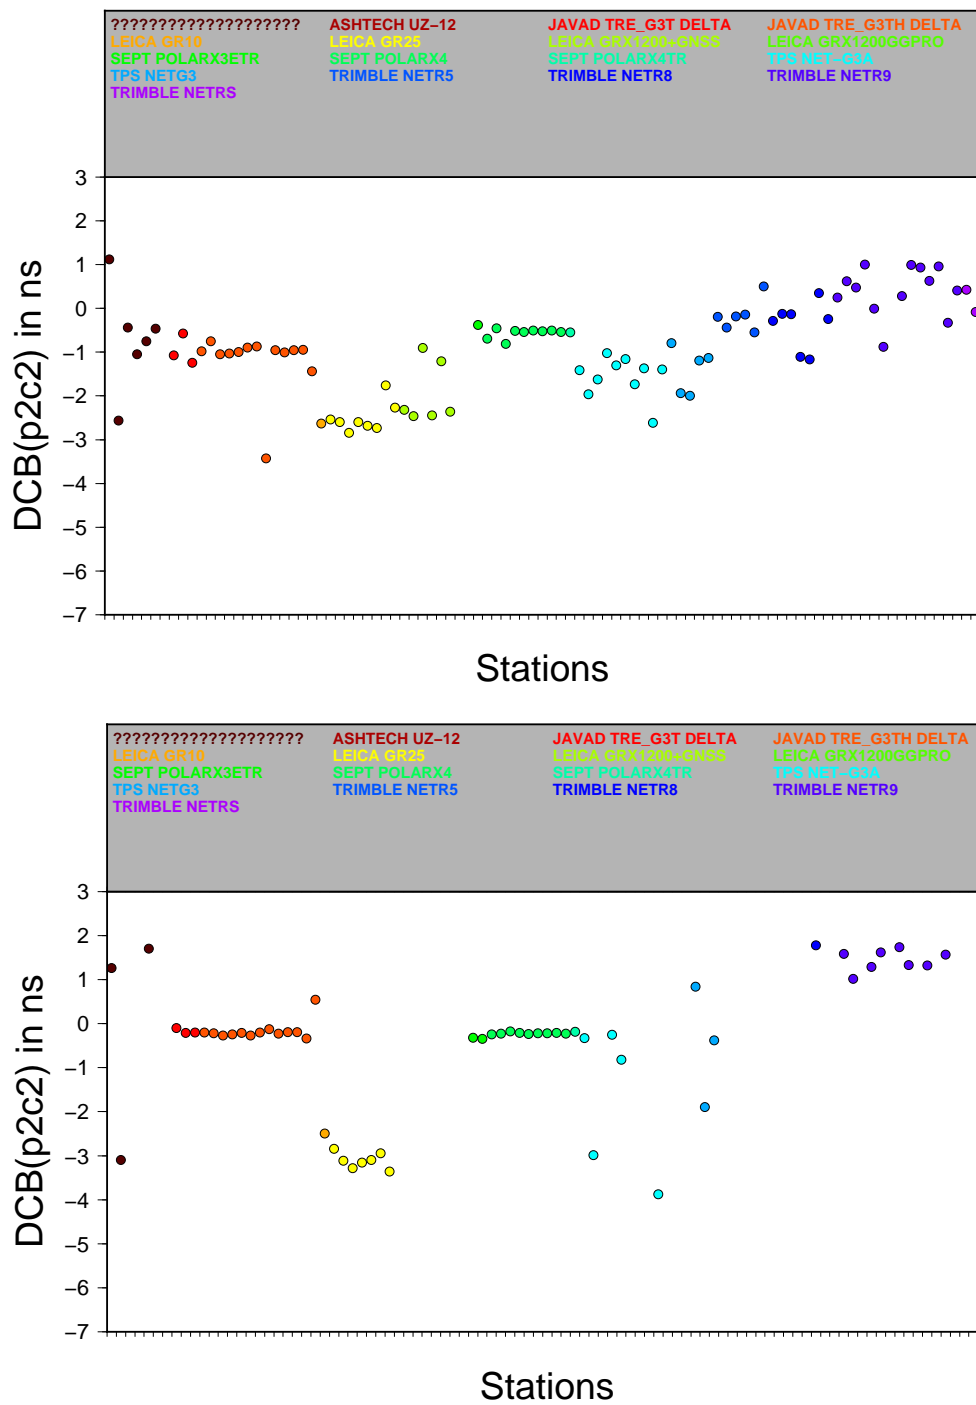 ???????????????????? ASHTECH UZ–12 JAVAD TRE_G3T DELTA JAVAD TRE_G3TH DELTA
LEICA GR10 LEICA GR25 LEICA GRX1200+GNSS LEICA GRX1200GGPRO
SEPT POLARX3ETR SEPT POLARX4 SEPT POLARX4TR TPS NET–G3A
TPS NETG3 TRIMBLE NETR5 TRIMBLE NETR8 TRIMBLE NETR9
TRIMBLE NETRS
3
2
1
0
–1
–2
–3
–4
–5
–6
–7
DCB(p2c2) in ns
Stations
???????????????????? ASHTECH UZ–12 JAVAD TRE_G3T DELTA JAVAD TRE_G3TH DELTA
LEICA GR10 LEICA GR25 LEICA GRX1200+GNSS LEICA GRX1200GGPRO
SEPT POLARX3ETR SEPT POLARX4 SEPT POLARX4TR TPS NET–G3A
TPS NETG3 TRIMBLE NETR5 TRIMBLE NETR8 TRIMBLE NETR9
TRIMBLE NETRS
3
2
1
0
–1
–2
–3
–4
–5
–6
–7
DCB(p2c2) in ns
Stations